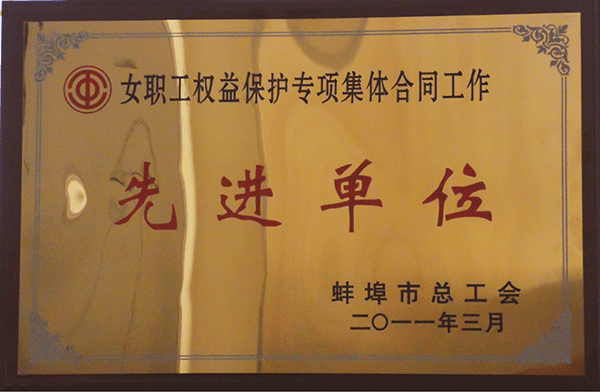 女职工权益保护专项集体合同工作
先进单位
蚌埠市总工会
二〇一一年三月